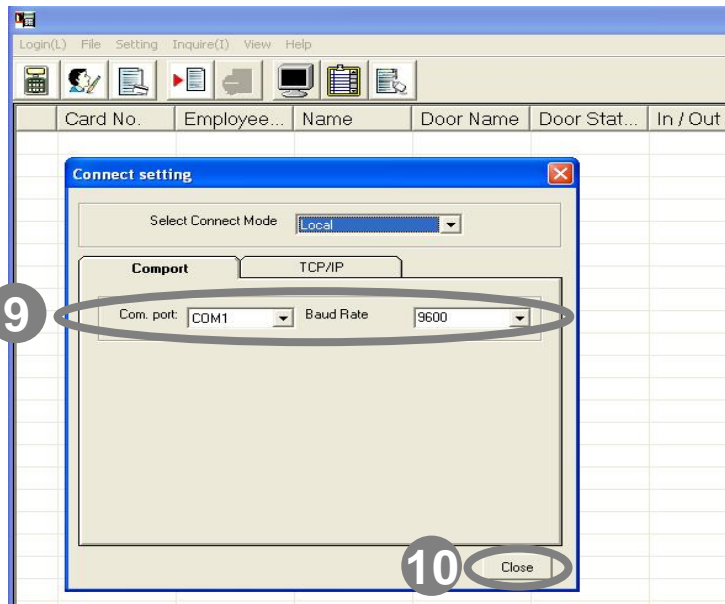 Login(L) File Setting Inquire(I) View Help
Card No. Employee... Name Door Name Door Stat... In / Out
Connect setting
Select Connect Mode Local
Comport TCP/IP
9 Com. port: COM1 Baud Rate 9600
10 Close